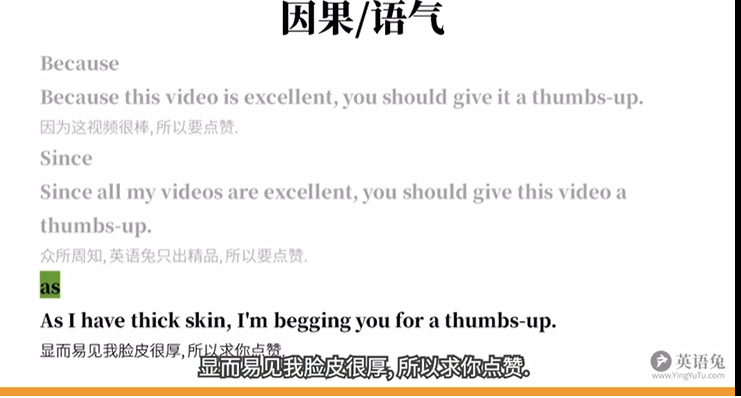 因果/语气
Because
Because this video is excellent, you should give it a thumbs-up.
因为这视频很棒, 所以要点赞.
Since
Since all my videos are excellent, you should give this video a
thumbs-up.
众所周知, 英语兔只出精品, 所以要点赞.
as
As I have thick skin, I'm begging you for a thumbs-up.
显而易见我脸皮很厚, 所以求你点赞.
显而易见我脸皮很厚, 所以求你点赞.
英语兔
www.YingYuTu.com